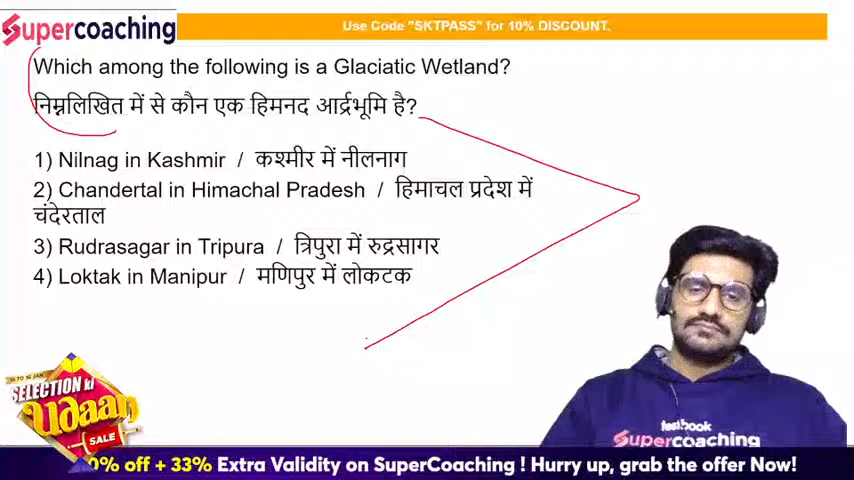 Supercoaching
Use Code "SKTPASS" for 10% DISCOUNT.
Which among the following is a Glaciatic Wetland?
निम्नलिखित में से कौन एक हिमनद आर्द्रभूमि है?
1) Nilnag in Kashmir / कश्मीर में नीलनाग
2) Chandertal in Himachal Pradesh / हिमाचल प्रदेश में
चंदेरताल
3) Rudrasagar in Tripura / त्रिपुरा में रुद्रसागर
4) Loktak in Manipur / मणिपुर में लोकटक
SELECTION ki
Udaan
SALE
testbook
Supercoaching
0% off + 33% Extra Validity on SuperCoaching ! Hurry up, grab the offer Now!